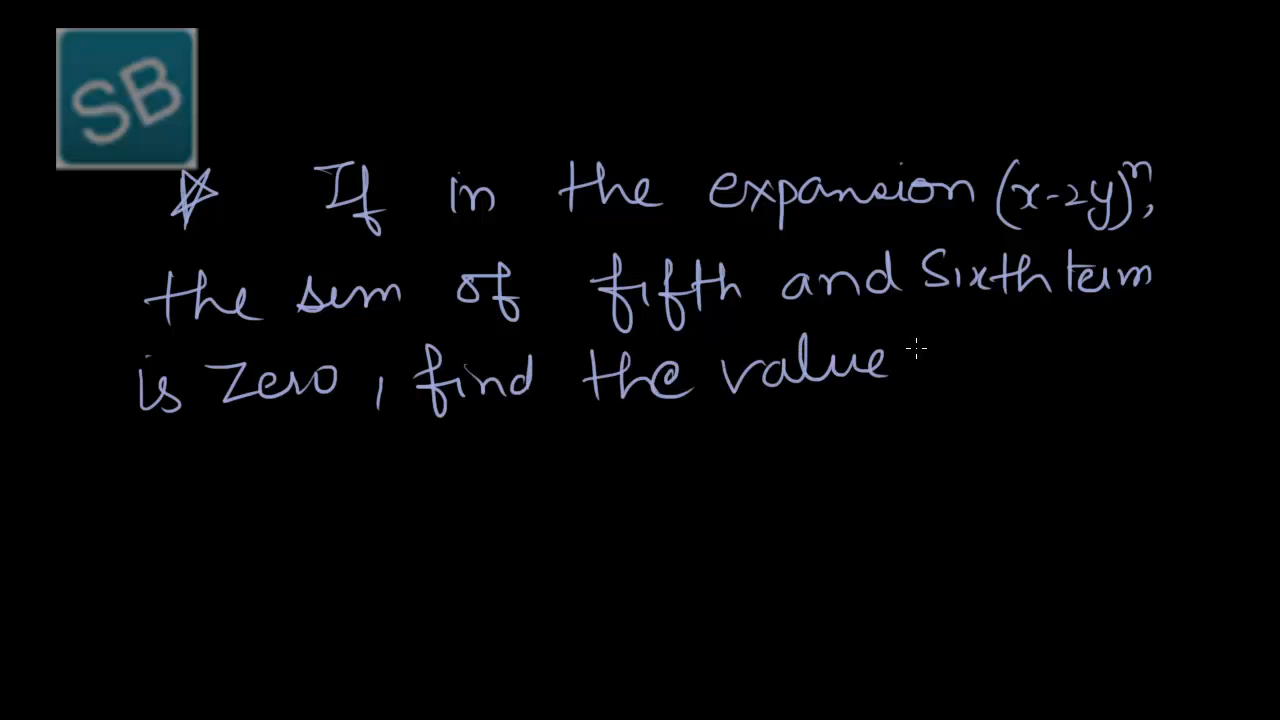 SB
☆ If in the expansion (x-2y)^n,
the sum of fifth and Sixth term
is Zero, find the value